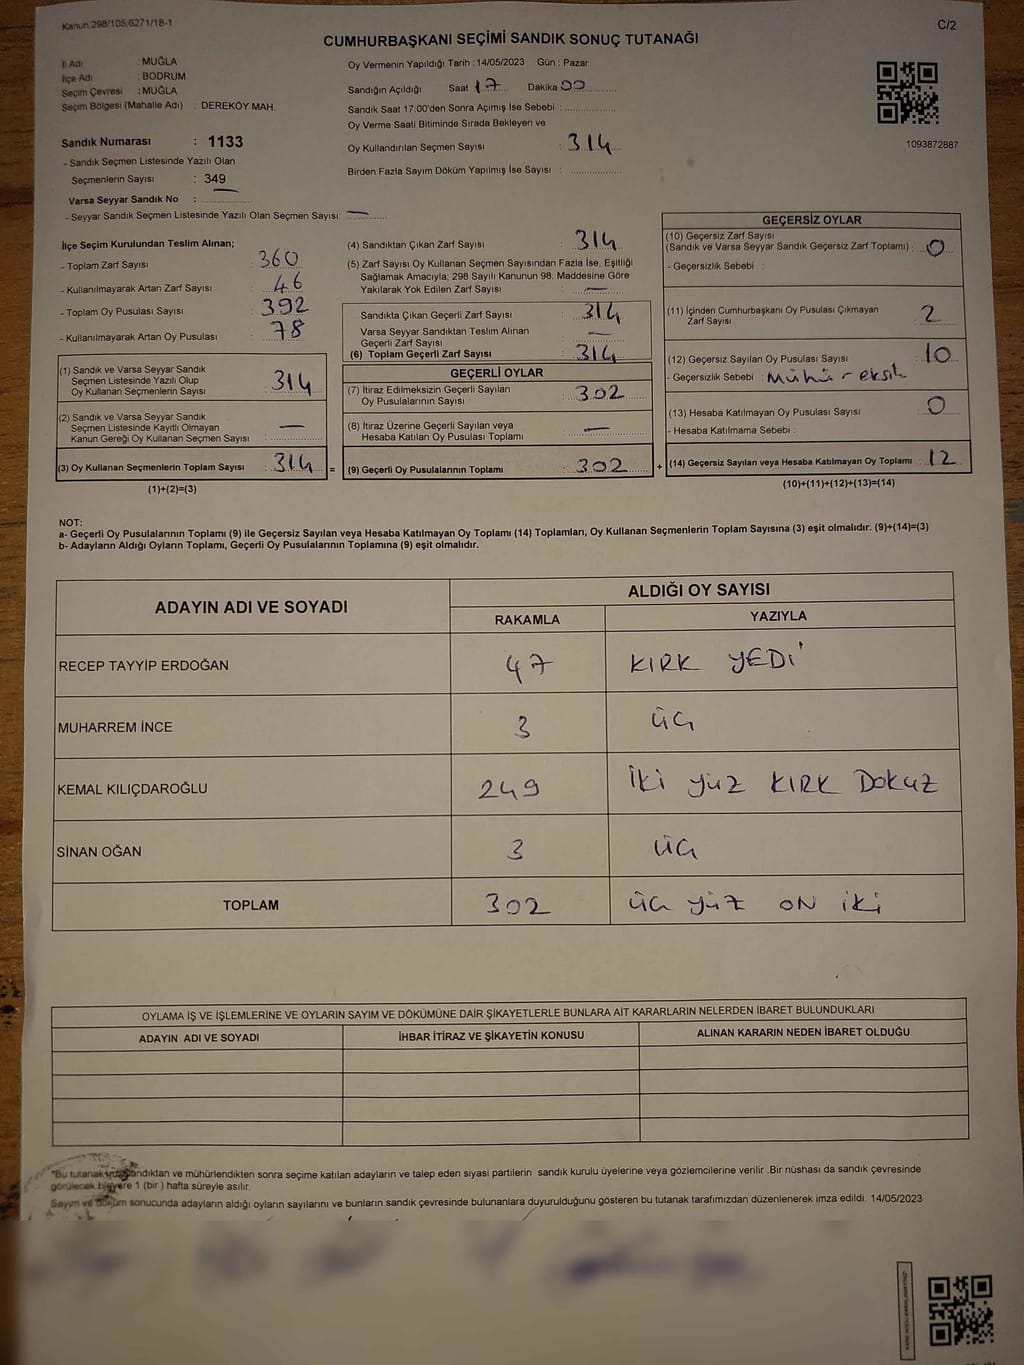 Kanun:298/105,6271/18-1
C/2
CUMHURBAŞKANI SEÇİMİ SANDIK SONUÇ TUTANAĞI
İl Adı : MUĞLA
İlçe Adı : BODRUM
Seçim Çevresi : MUĞLA
Seçim Bölgesi (Mahalle Adı) : DEREKÖY MAH.
Sandık Numarası : 1133
- Sandık Seçmen Listesinde Yazılı Olan
Seçmenlerin Sayısı : 349
Varsa Seyyar Sandık No : —
- Seyyar Sandık Seçmen Listesinde Yazılı Olan Seçmen Sayısı: —
Oy Vermenin Yapıldığı Tarih : 14/05/2023 Gün : Pazar
Sandığın Açıldığı Saat 17 Dakika 00
Sandık Saat 17:00'den Sonra Açımış İse Sebebi :
Oy Verme Saati Bitiminde Sırada Bekleyen ve
Oy Kullandırılan Seçmen Sayısı : 314
Birden Fazla Sayım Döküm Yapılmış İse Sayısı :
1093872887
İlçe Seçim Kurulundan Teslim Alınan;
- Toplam Zarf Sayısı : 360
- Kullanılmayarak Artan Zarf Sayısı : 46
- Toplam Oy Pusulası Sayısı : 392
- Kullanılmayarak Artan Oy Pusulası : 78
(1) Sandık ve Varsa Seyyar Sandık
Seçmen Listesinde Yazılı Olup
Oy Kullanan Seçmenlerin Sayısı : 314
(2) Sandık ve Varsa Seyyar Sandık
Seçmen Listesinde Kayıtlı Olmayan
Kanun Gereği Oy Kullanan Seçmen Sayısı : —
(3) Oy Kullanan Seçmenlerin Toplam Sayısı : 314 =
(1)+(2)=(3)
(4) Sandıktan Çıkan Zarf Sayısı : 314
(5) Zarf Sayısı Oy Kullanan Seçmen Sayısından Fazla İse, Eşitliği
Sağlamak Amacıyla; 298 Sayılı Kanunun 98. Maddesine Göre
Yakılarak Yok Edilen Zarf Sayısı : —
Sandıkta Çıkan Geçerli Zarf Sayısı : 314
Varsa Seyyar Sandıktan Teslim Alınan
Geçerli Zarf Sayısı : —
(6) Toplam Geçerli Zarf Sayısı : 314
GEÇERLİ OYLAR
(7) İtiraz Edilmeksizin Geçerli Sayılan
Oy Pusulalarının Sayısı : 302
(8) İtiraz Üzerine Geçerli Sayılan veya
Hesaba Katılan Oy Pusulası Toplamı : —
(9) Geçerli Oy Pusulalarının Toplamı : 302 +
GEÇERSİZ OYLAR
(10) Geçersiz Zarf Sayısı
(Sandık ve Varsa Seyyar Sandık Geçersiz Zarf Toplamı) : 0
- Geçersizlik Sebebi :
(11) İçinden Cumhurbaşkanı Oy Pusulası Çıkmayan
Zarf Sayısı : 2
(12) Geçersiz Sayılan Oy Pusulası Sayısı : 10
- Geçersizlik Sebebi : Mühür eksik
(13) Hesaba Katılmayan Oy Pusulası Sayısı : 0
- Hesaba Katılmama Sebebi :
(14) Geçersiz Sayılan veya Hesaba Katılmayan Oy Toplamı : 12
(10)+(11)+(12)+(13)=(14)
NOT:
a- Geçerli Oy Pusulalarının Toplamı (9) ile Geçersiz Sayılan veya Hesaba Katılmayan Oy Toplamı (14) Toplamları, Oy Kullanan Seçmenlerin Toplam Sayısına (3) eşit olmalıdır. (9)+(14)=(3)
b- Adayların Aldığı Oyların Toplamı, Geçerli Oy Pusulalarının Toplamına (9) eşit olmalıdır.
ADAYIN ADI VE SOYADI
ALDIĞI OY SAYISI
RAKAMLA YAZIYLA
RECEP TAYYİP ERDOĞAN 47 KIRK YEDİ
MUHARREM İNCE 3 üç
KEMAL KILIÇDAROĞLU 249 İki yüz KIRK DOKUZ
SİNAN OĞAN 3 üç
TOPLAM 302 üç yüz on iki
OYLAMA İŞ VE İŞLEMLERİNE VE OYLARIN SAYIM VE DÖKÜMÜNE DAİR ŞİKAYETLERLE BUNLARA AİT KARARLARIN NELERDEN İBARET BULUNDUKLARI
ADAYIN ADI VE SOYADI İHBAR İTİRAZ VE ŞİKAYETİN KONUSU ALINAN KARARIN NEDEN İBARET OLDUĞU
*Bu tutanak imzalandıktan ve mühürlendikten sonra seçime katılan adayların ve talep eden siyasi partilerin sandık kurulu üyelerine veya gözlemcilerine verilir .Bir nüshası da sandık çevresinde
görülecek bir yere 1 (bir ) hafta süreyle asılır.
Sayım ve döküm sonucunda adayların aldığı oyların sayılarını ve bunların sandık çevresinde bulunanlara duyurulduğunu gösteren bu tutanak tarafımızdan düzenlenerek imza edildi. 14/05/2023